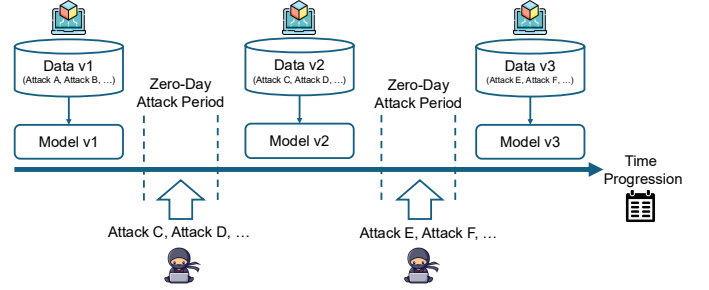 Data v1
(Attack A, Attack B, …)
Model v1
Zero-Day
Attack Period
Data v2
(Attack C, Attack D, …)
Model v2
Zero-Day
Attack Period
Data v3
(Attack E, Attack F, …)
Model v3
Time
Progression
Attack C, Attack D, …
Attack E, Attack F, …